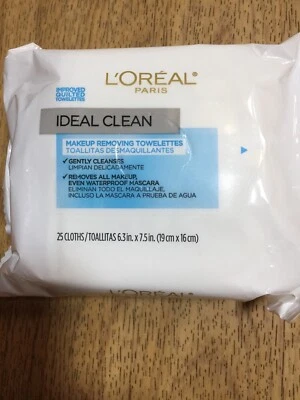 L'ORÉAL
PARIS
IMPROVED
QUILTED
TOWELETTES
IDEAL CLEAN
MAKEUP REMOVING TOWELETTES
TOALLITAS DESMAQUILLANTES
✓GENTLY CLEANSES
LIMPIAN DELICADAMENTE
✓REMOVES ALL MAKEUP,
EVEN WATERPROOF MASCARA
ELIMINAN TODO EL MAQUILLAJE,
INCLUSO LA MÁSCARA A PRUEBA DE AGUA
25 CLOTHS/TOALLITAS 6.3 in. x 7.5 in. (19 cm x 16 cm)